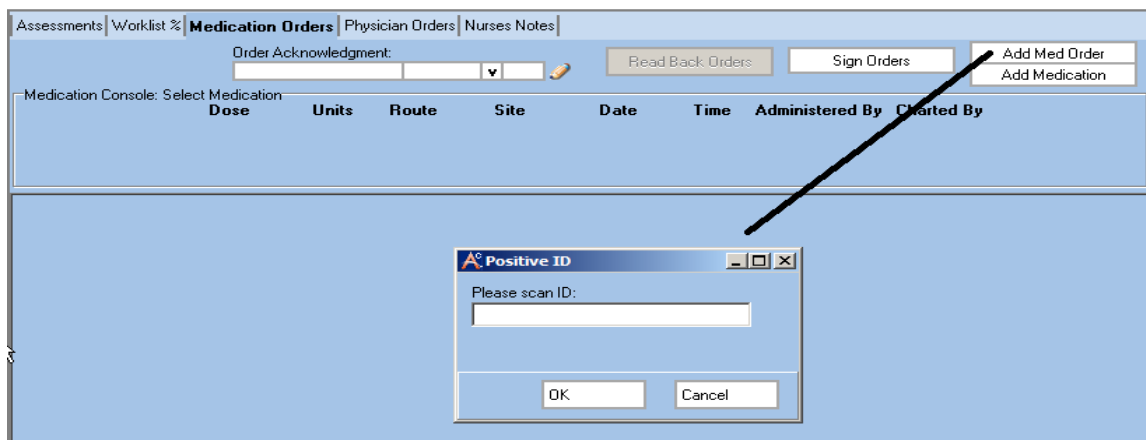 Assessments Worklist % Medication Orders Physician Orders Nurses Notes
Order Acknowledgment:
v
Read Back Orders
Sign Orders
Add Med Order
Add Medication
Medication Console: Select Medication
Dose Units Route Site Date Time Administered By Charted By
Positive ID
Please scan ID:
OK Cancel